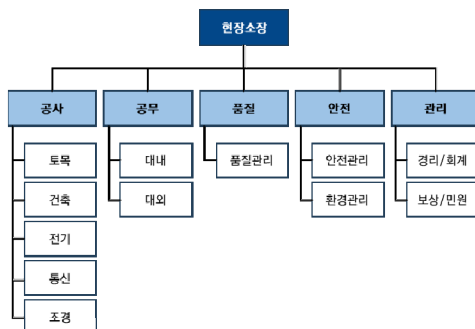 현장소장
공사
공무
품질
안전
관리
토목
대내
품질관리
안전관리
경리/회계
건축
대외
환경관리
보상/민원
전기
통신
조경